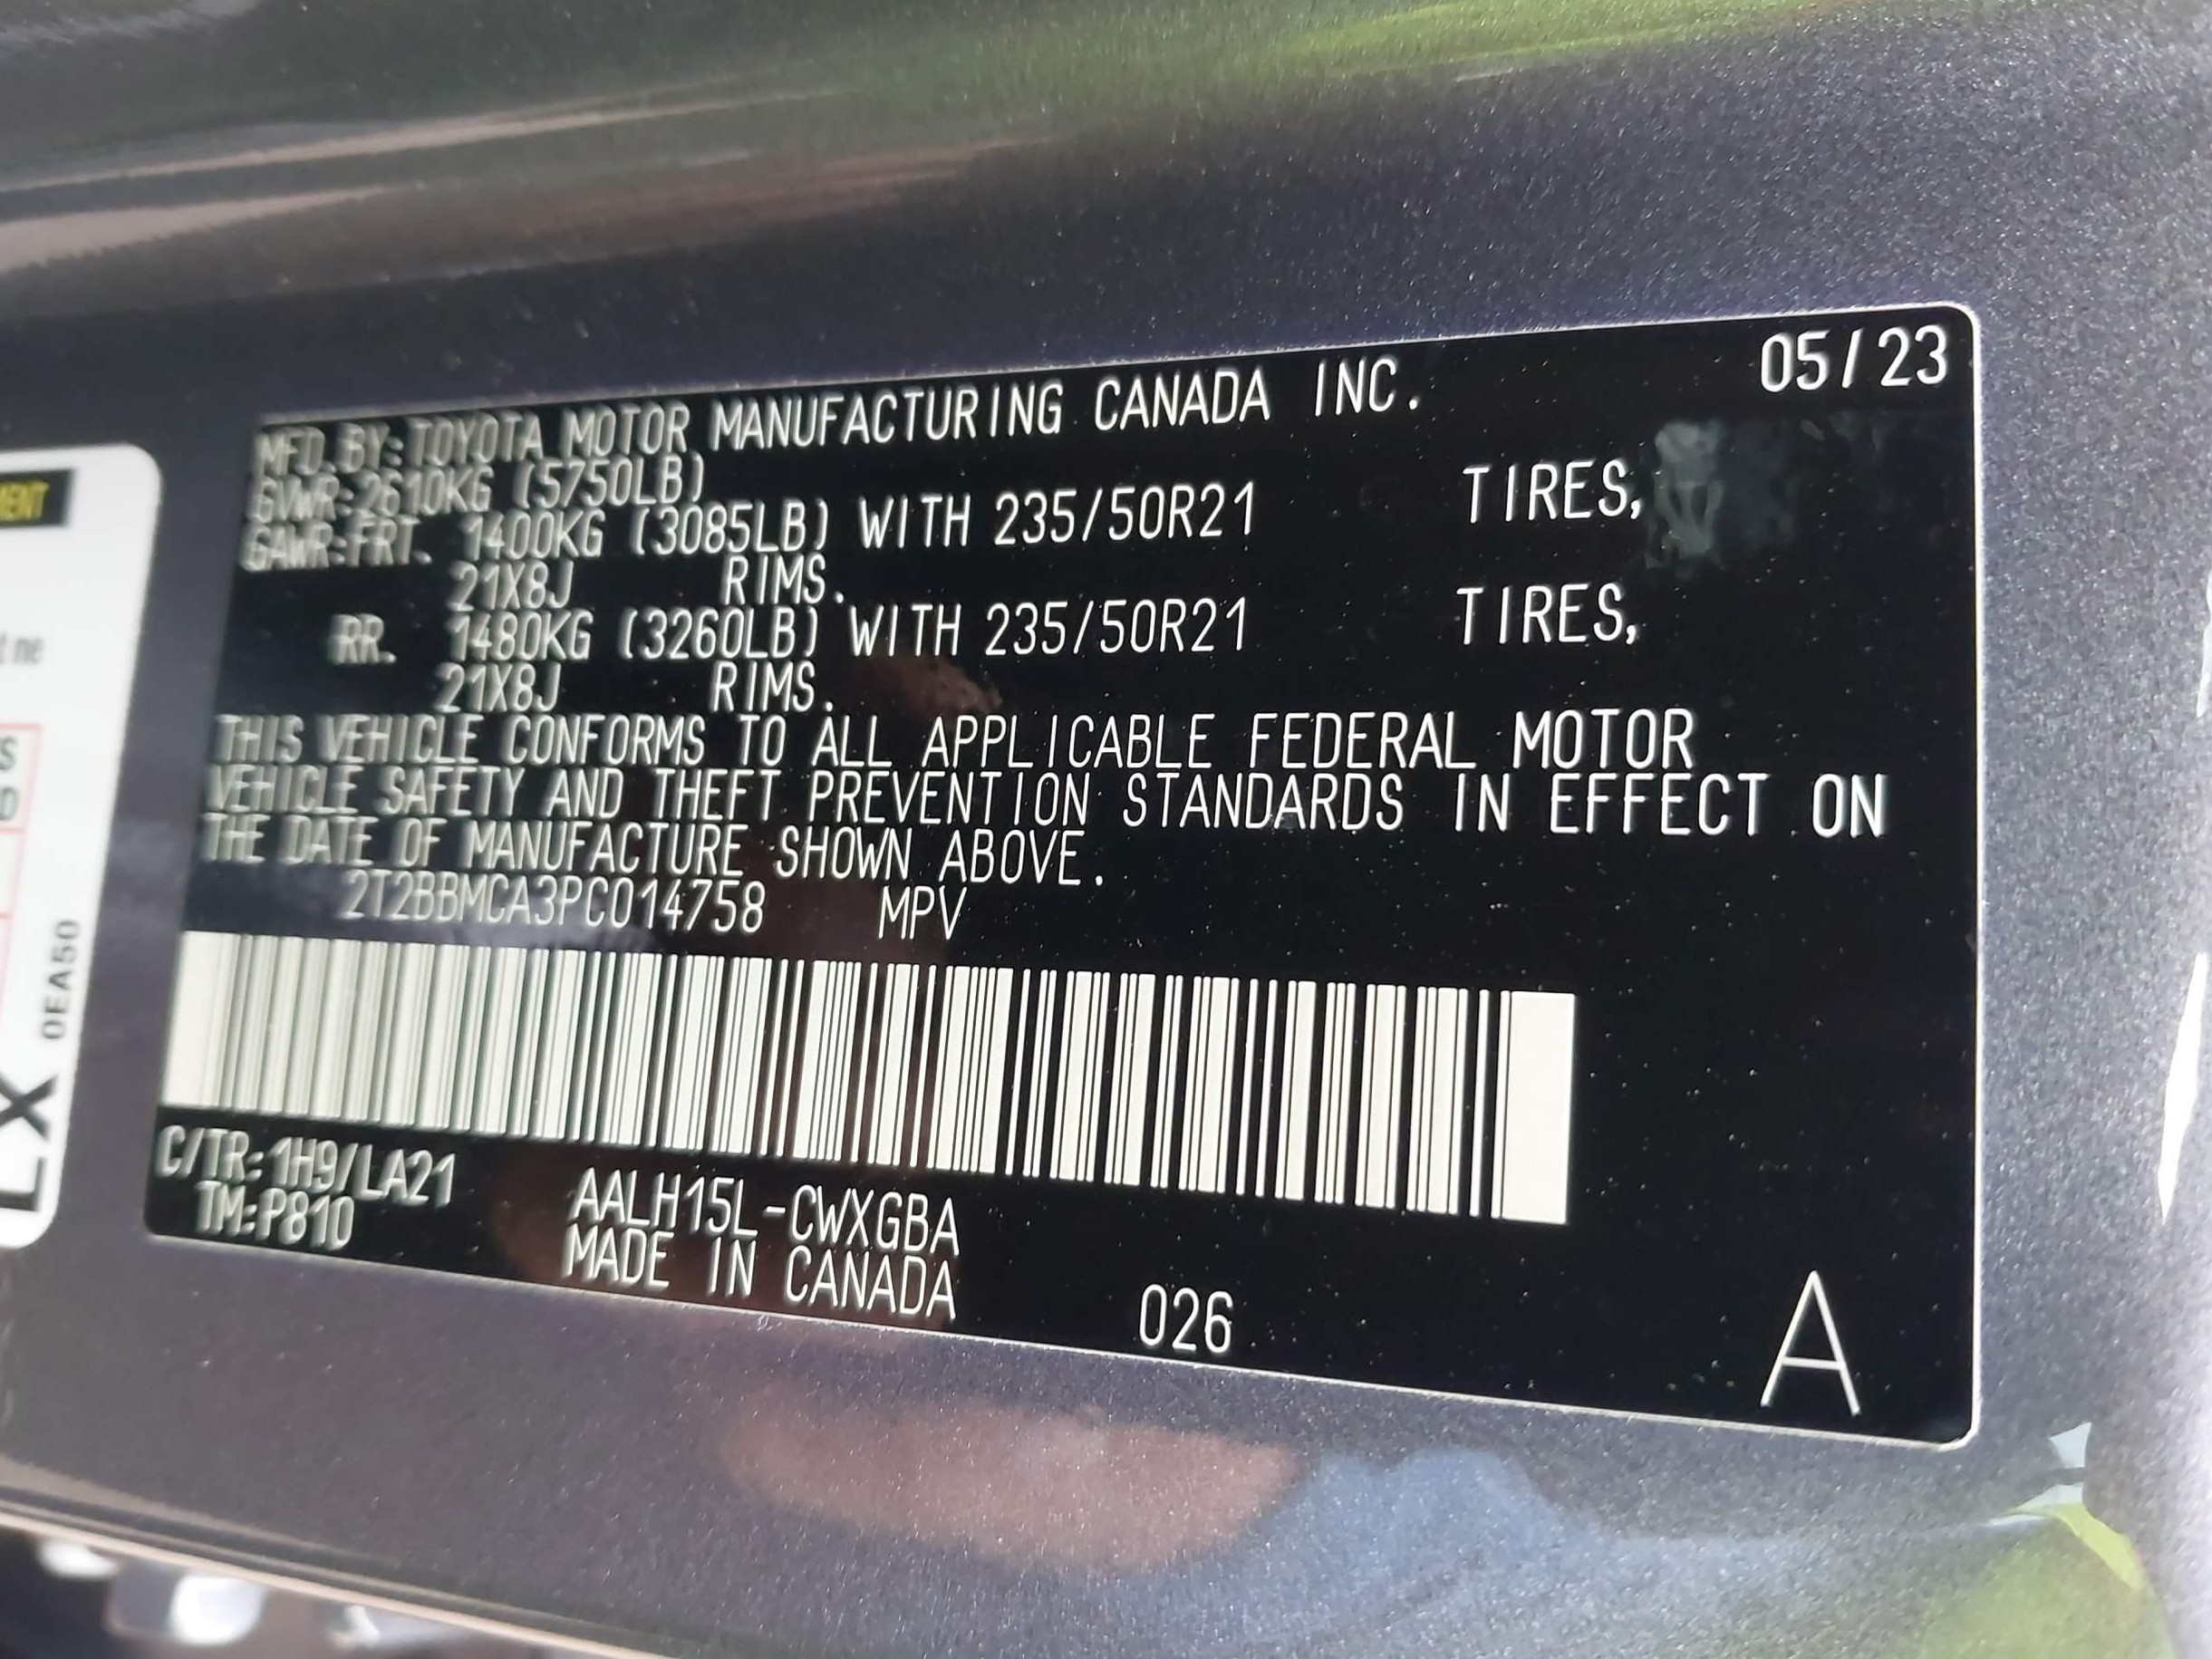 05/23
MFD. BY: TOYOTA MOTOR MANUFACTURING CANADA INC.
GVWR: 2610KG (5750LB)
GAWR: FRT. 1400KG (3085LB) WITH 235/50R21 TIRES,
21X8J RIMS.
RR. 1480KG (3260LB) WITH 235/50R21 TIRES,
21X8J RIMS.
THIS VEHICLE CONFORMS TO ALL APPLICABLE FEDERAL MOTOR
VEHICLE SAFETY AND THEFT PREVENTION STANDARDS IN EFFECT ON
THE DATE OF MANUFACTURE SHOWN ABOVE.
2T2BBMCA3PC014758 MPV
C/TR: 1H9/LA21 AALH15L-CWXGBA
TM: P810 MADE IN CANADA 026 A
0EA50